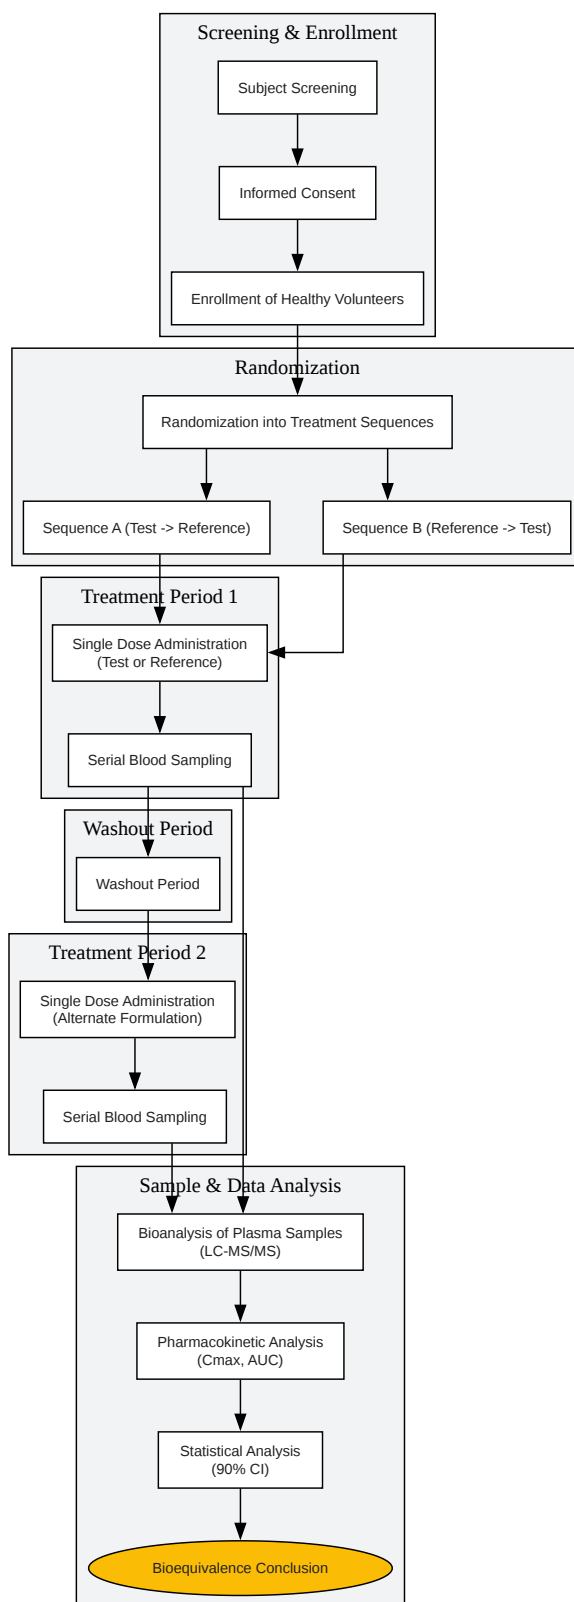 Screening & Enrollment
Subject Screening
Informed Consent
Enrollment of Healthy Volunteers
Randomization
Randomization into Treatment Sequences
Sequence A (Test -> Reference)
Sequence B (Reference -> Test)
Treatment Period 1
Single Dose Administration
(Test or Reference)
Serial Blood Sampling
Washout Period
Washout Period
Treatment Period 2
Single Dose Administration
(Alternate Formulation)
Serial Blood Sampling
Sample & Data Analysis
Bioanalysis of Plasma Samples
(LC-MS/MS)
Pharmacokinetic Analysis
(Cmax, AUC)
Statistical Analysis
(90% CI)
Bioequivalence Conclusion